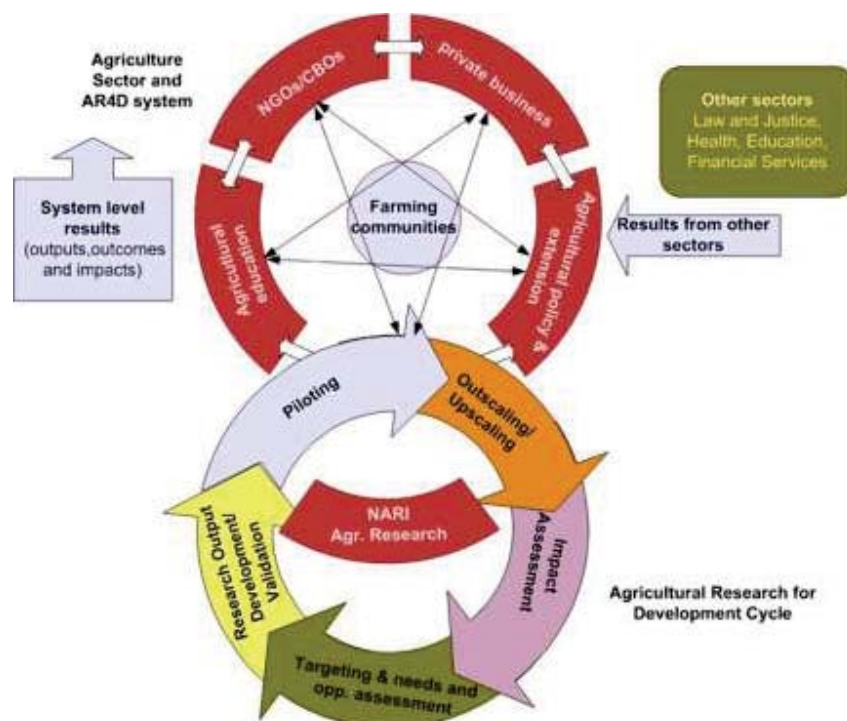 Agriculture
Sector and
AR4D system
NGOs/CBOs
private business
Other sectors
Law and Justice,
Health, Education,
Financial Services
System level
results
(outputs,outcomes
and impacts)
Agricultural
education
Farming
communities
Agricultural policy &
extension
Results from other
sectors
Piloting
Outscaling/
Upscaling
NARI
Agr. Research
Research Output
Development/
Validation
Impact
Assessment
Agricultural Research for
Development Cycle
Targeting & needs and
opp. assessment